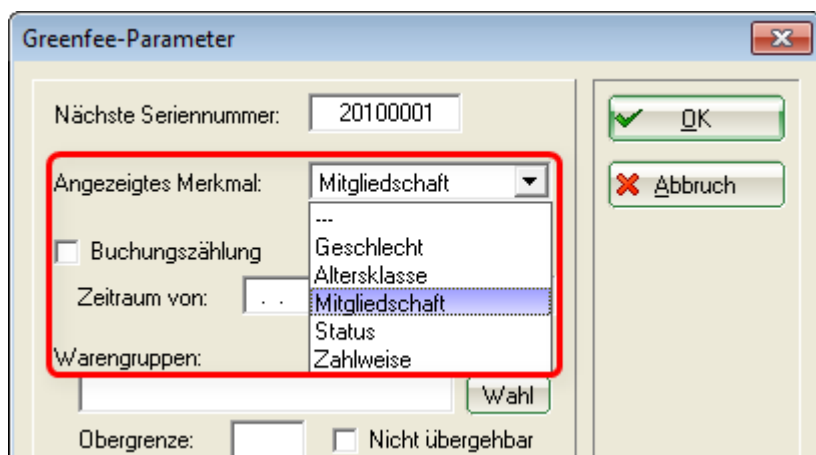 Greenfee-Parameter
Nächste Seriennummer: 20100001
OK
Angezeigtes Merkmal: Mitgliedschaft
Abbruch
---
Buchungszählung
Geschlecht
Altersklasse
Zeitraum von: . .
Mitgliedschaft
Status
Warengruppen:
Zahlweise
Wahl
Obergrenze:
Nicht übergehbar